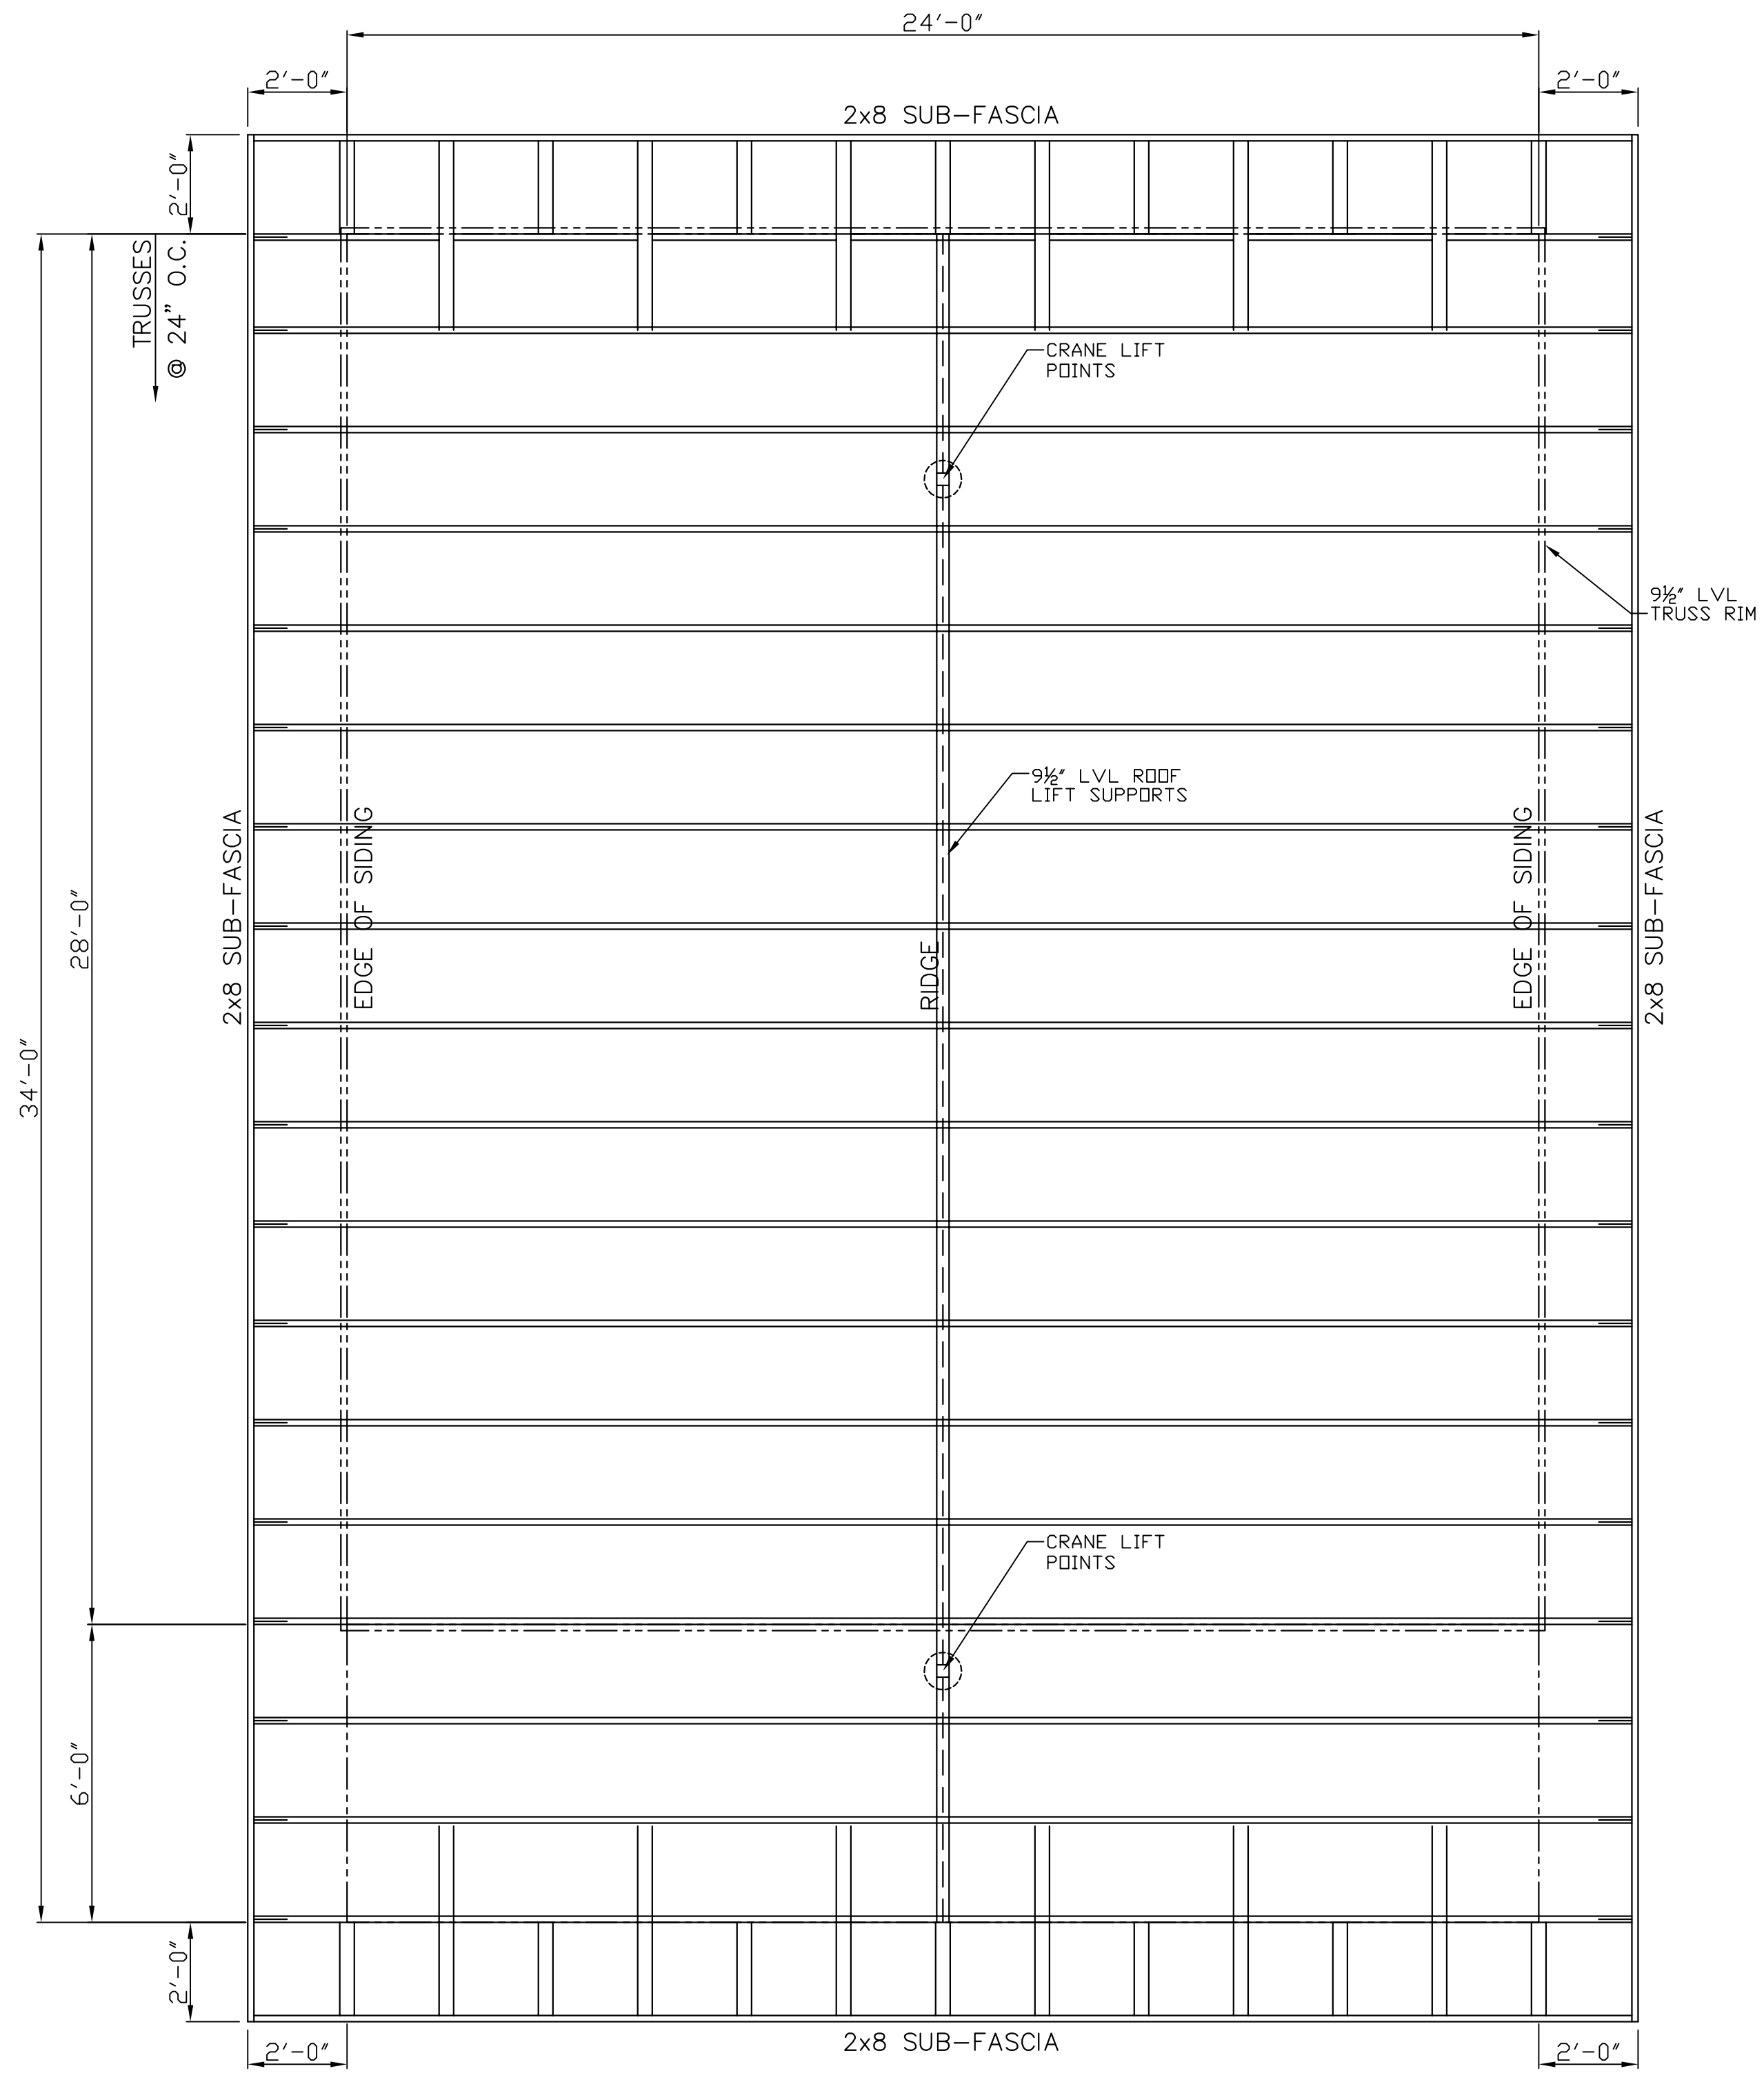 24'-0"
2'-0"
2'-0"
2x8 SUB-FASCIA
2'-0"
TRUSSES
@ 24" O.C.
CRANE LIFT
POINTS
9½" LVL
TRUSS RIM
9½" LVL ROOF
LIFT SUPPORTS
2x8 SUB-FASCIA
EDGE OF SIDING
RIDGE
EDGE OF SIDING
2x8 SUB-FASCIA
28'-0"
34'-0"
CRANE LIFT
POINTS
6'-0"
2'-0"
2x8 SUB-FASCIA
2'-0"
2'-0"